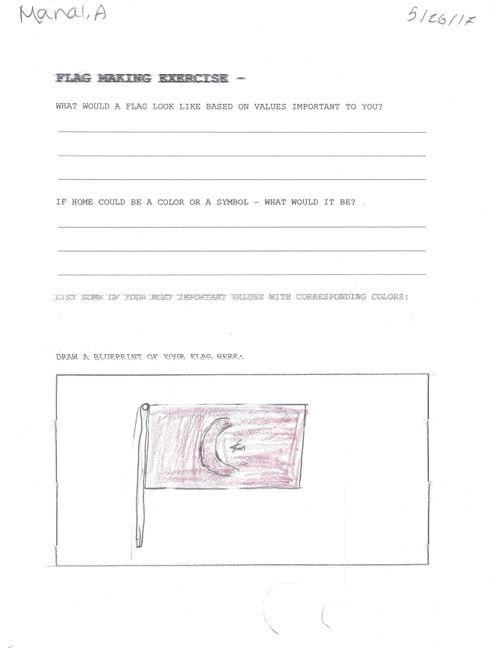 Manal, A
5/26/17
FLAG MAKING EXERCISE -
WHAT WOULD A FLAG LOOK LIKE BASED ON VALUES IMPORTANT TO YOU?
IF HOME COULD BE A COLOR OR A SYMBOL - WHAT WOULD IT BE?
LIST SOME OF YOUR MOST IMPORTANT VALUES WITH CORRESPONDING COLORS:
DRAW A BLUEPRINT OF YOUR FLAG HERE: